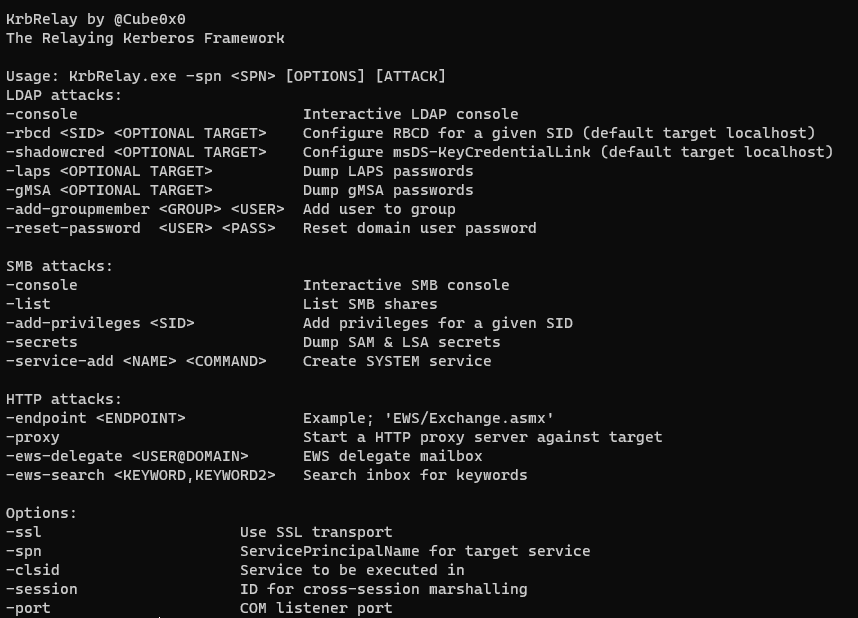 KrbRelay by @Cube0x0
The Relaying Kerberos Framework

Usage: KrbRelay.exe -spn <SPN> [OPTIONS] [ATTACK]
LDAP attacks:
-console                         Interactive LDAP console
-rbcd <SID> <OPTIONAL TARGET>    Configure RBCD for a given SID (default target localhost)
-shadowcred <OPTIONAL TARGET>    Configure msDS-KeyCredentialLink (default target localhost)
-laps <OPTIONAL TARGET>          Dump LAPS passwords
-gMSA <OPTIONAL TARGET>          Dump gMSA passwords
-add-groupmember <GROUP> <USER>  Add user to group
-reset-password  <USER> <PASS>   Reset domain user password

SMB attacks:
-console                         Interactive SMB console
-list                            List SMB shares
-add-privileges <SID>            Add privileges for a given SID
-secrets                         Dump SAM & LSA secrets
-service-add <NAME> <COMMAND>    Create SYSTEM service

HTTP attacks:
-endpoint <ENDPOINT>             Example; 'EWS/Exchange.asmx'
-proxy                           Start a HTTP proxy server against target
-ews-delegate <USER@DOMAIN>      EWS delegate mailbox
-ews-search <KEYWORD,KEYWORD2>   Search inbox for keywords

Options:
-ssl                      Use SSL transport
-spn                      ServicePrincipalName for target service
-clsid                    Service to be executed in
-session                  ID for cross-session marshalling
-port                     COM listener port